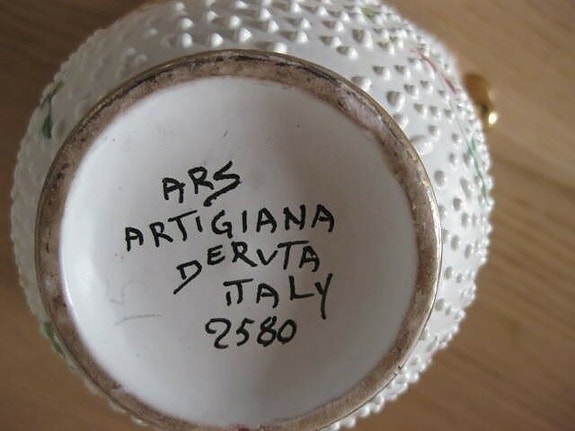 ARS
ARTIGIANA
DERUTA
ITALY
2580